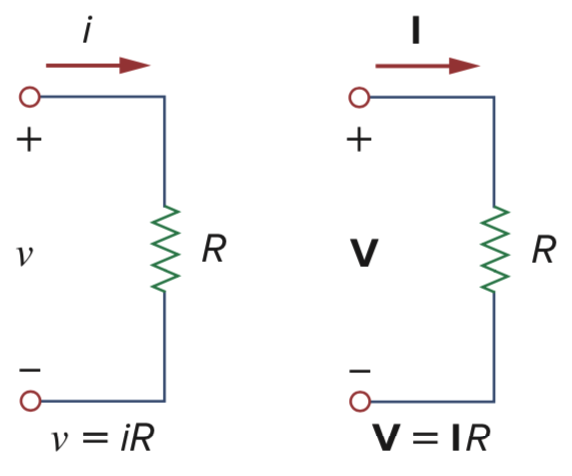 i
I
+
+
v
R
V
R
−
−
v = iR
V = IR